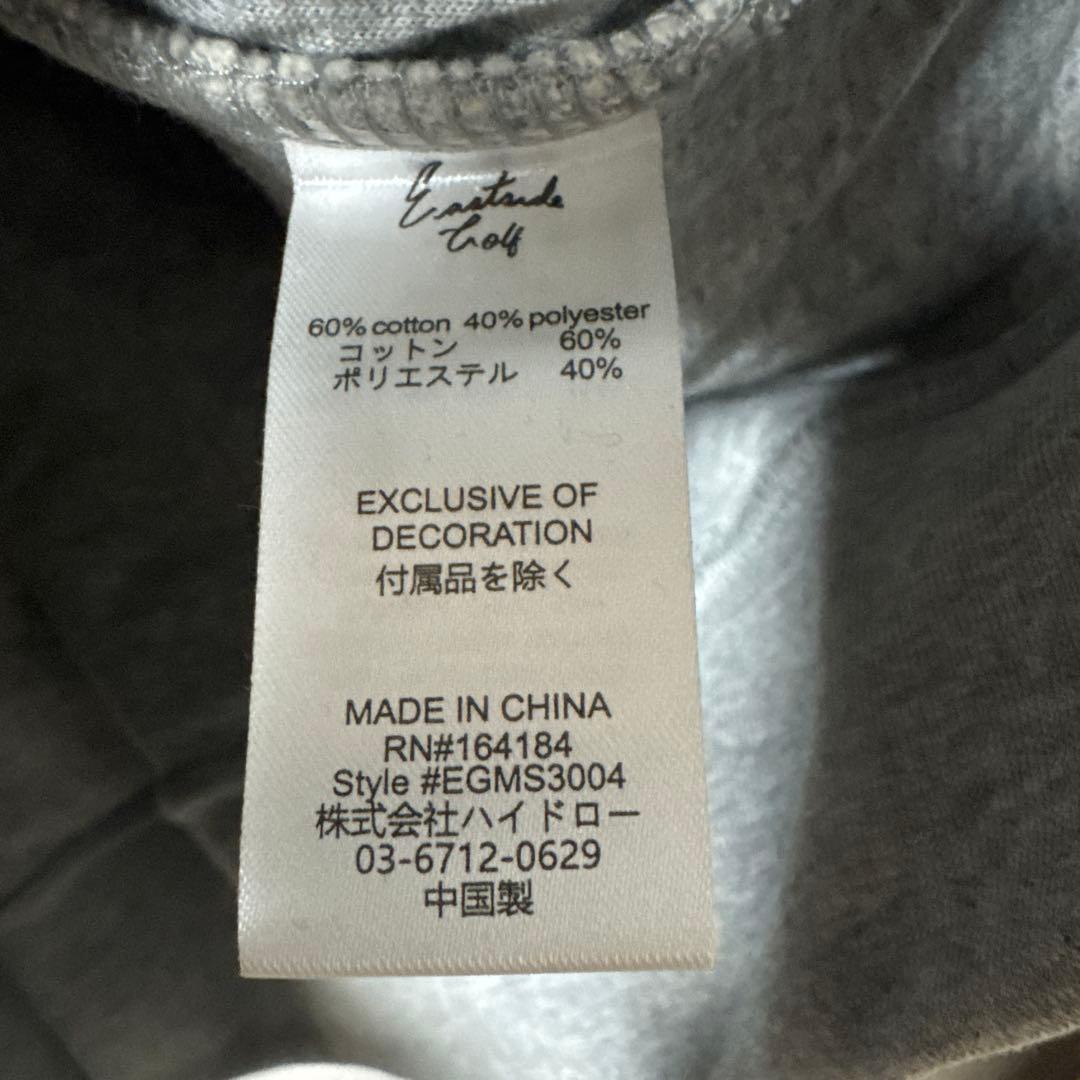 Eastside
Golf
60% cotton 40% polyester
コットン 60%
ポリエステル 40%
EXCLUSIVE OF
DECORATION
付属品を除く
MADE IN CHINA
RN#164184
Style #EGMS3004
株式会社ハイドロー
03-6712-0629
中国製